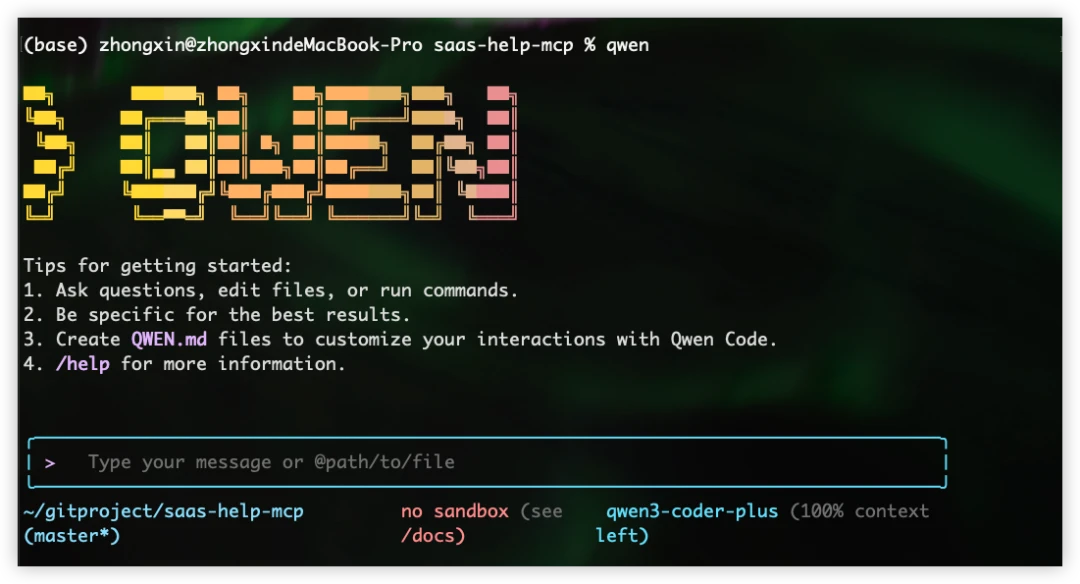 (base) zhongxin@zhongxindeMacBook-Pro saas-help-mcp % qwen
> QWEN
Tips for getting started:
1. Ask questions, edit files, or run commands.
2. Be specific for the best results.
3. Create QWEN.md files to customize your interactions with Qwen Code.
4. /help for more information.
> Type your message or @path/to/file
~/gitproject/saas-help-mcp no sandbox (see qwen3-coder-plus (100% context
(master*) /docs) left)